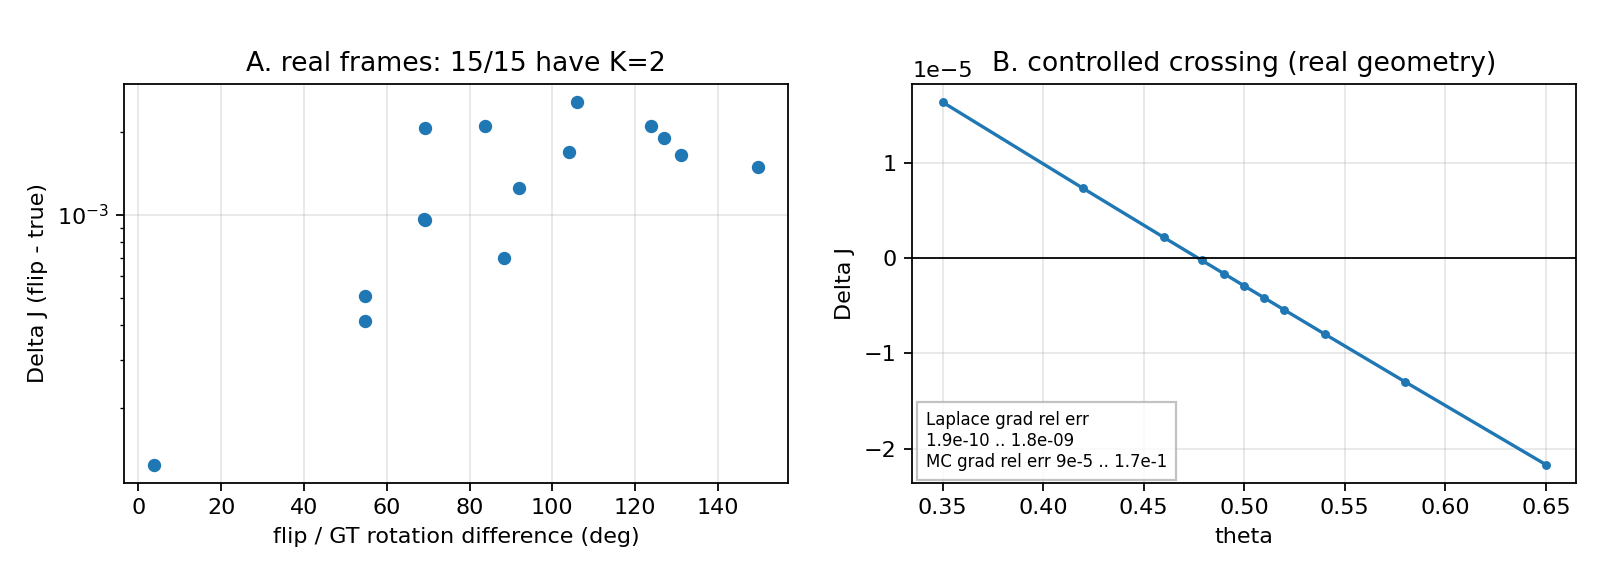 A. real frames: 15/15 have K=2
Delta J (flip - true)
10⁻³
0 20 40 60 80 100 120 140
flip / GT rotation difference (deg)
1e−5 B. controlled crossing (real geometry)
Delta J
1
0
−1
−2
Laplace grad rel err
1.9e-10 .. 1.8e-09
MC grad rel err 9e-5 .. 1.7e-1
0.35 0.40 0.45 0.50 0.55 0.60 0.65
theta